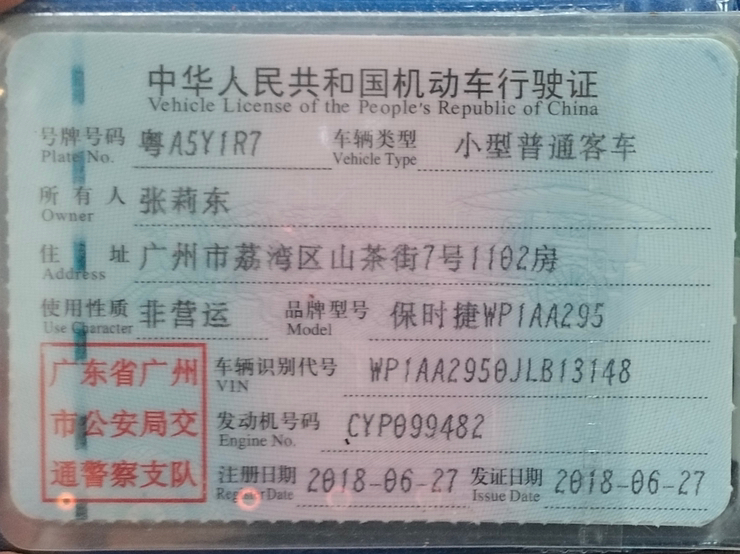 中华人民共和国机动车行驶证
Vehicle License of the People's Republic of China
号牌号码 粤A5Y1R7 车辆类型 小型普通客车
Plate No. Vehicle Type
所有人 张莉东
Owner
住址 广州市荔湾区山茶街7号1102房
Address
使用性质 非营运 品牌型号 保时捷WP1AA295
Use Character Model
广东省广州 车辆识别代号 WP1AA2950JLB13148
VIN
市公安局交 发动机号码 CYP099482
Engine No.
通警察支队 注册日期 2018-06-27 发证日期 2018-06-27
Register Date Issue Date